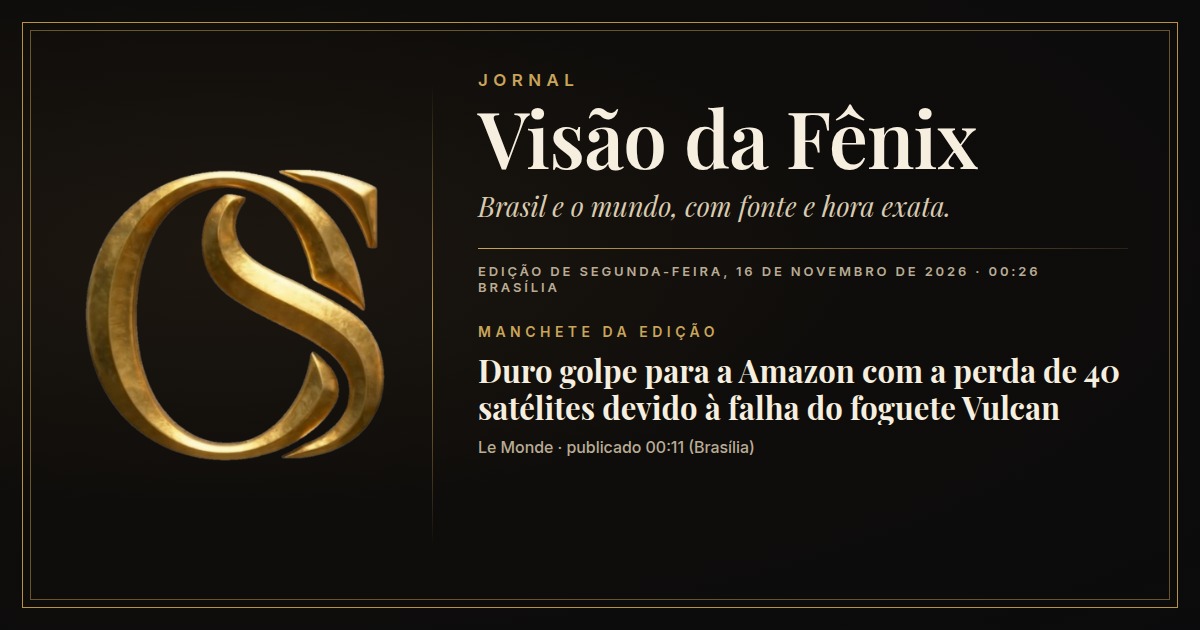 JORNAL
Visão da Fênix
Brasil e o mundo, com fonte e hora exata.
EDIÇÃO DE SEGUNDA-FEIRA, 16 DE NOVEMBRO DE 2026 · 00:26
BRASÍLIA
MANCHETE DA EDIÇÃO
Duro golpe para a Amazon com a perda de 40
satélites devido à falha do foguete Vulcan
Le Monde · publicado 00:11 (Brasília)